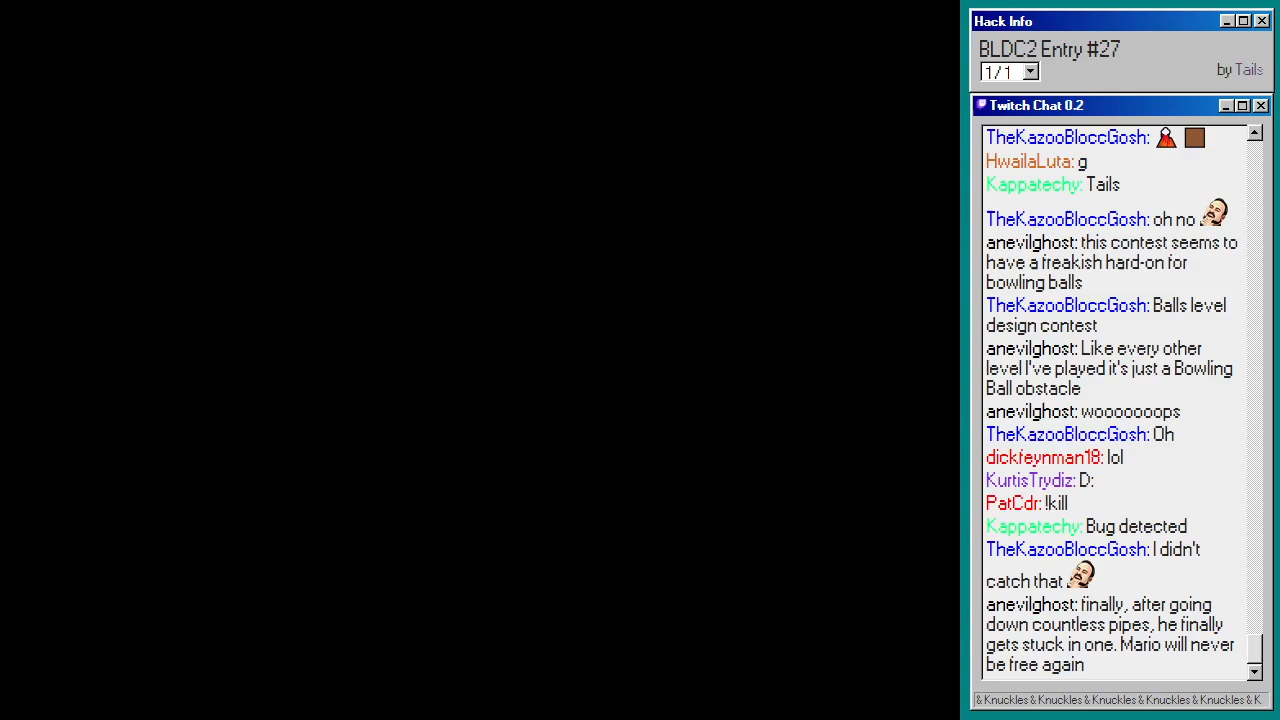 Hack Info
BLDC2 Entry #27
1/1
by Tails
Twitch Chat 0.2
TheKazooBloccGosh:
HwailaLuta: g
Kappatechy: Tails
TheKazooBloccGosh: oh no
anevilghost: this contest seems to
have a freakish hard-on for
bowling balls
TheKazooBloccGosh: Balls level
design contest
anevilghost: Like every other
level I've played it's just a Bowling
Ball obstacle
anevilghost: wooooooops
TheKazooBloccGosh: Oh
dickfeynman18: lol
KurtisTrydiz: D:
PatCdr: !kill
Kappatechy: Bug detected
TheKazooBloccGosh: I didn't
catch that
anevilghost: finally, after going
down countless pipes, he finally
gets stuck in one. Mario will never
be free again
& Knuckles & Knuckles & Knuckles & Knuckles & Knuckles & K